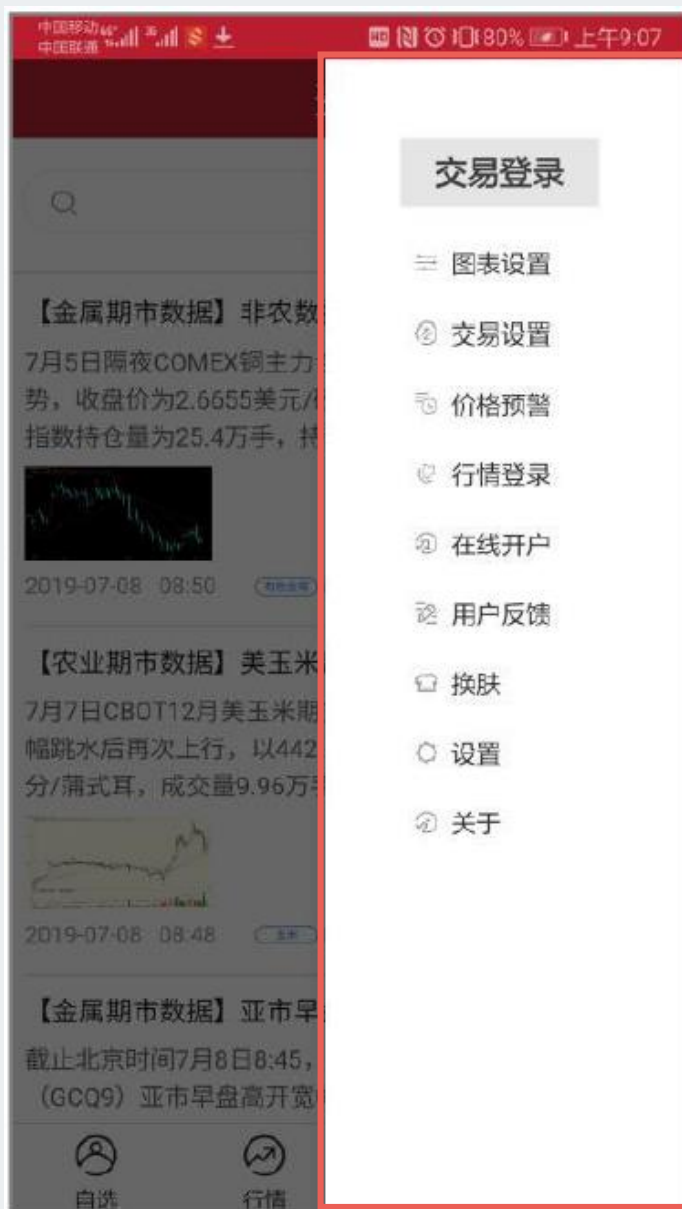 中国移动 4G
中国联通
3G
80% 上午9:07
交易登录
图表设置
交易设置
价格预警
行情登录
在线开户
用户反馈
换肤
设置
关于
【金属期市数据】非农数
7月5日隔夜COMEX铜主力
势，收盘价为2.6655美元/
指数持仓量为25.4万手，持
2019-07-08 08:50
【农业期市数据】美玉米
7月7日CBOT12月美玉米期
幅跳水后再次上行，以442
分/蒲式耳，成交量9.96万
2019-07-08 08:48
玉米
【金属期市数据】亚市早
截止北京时间7月8日8:45，
（GCQ9）亚市早盘高开宽
自选
行情